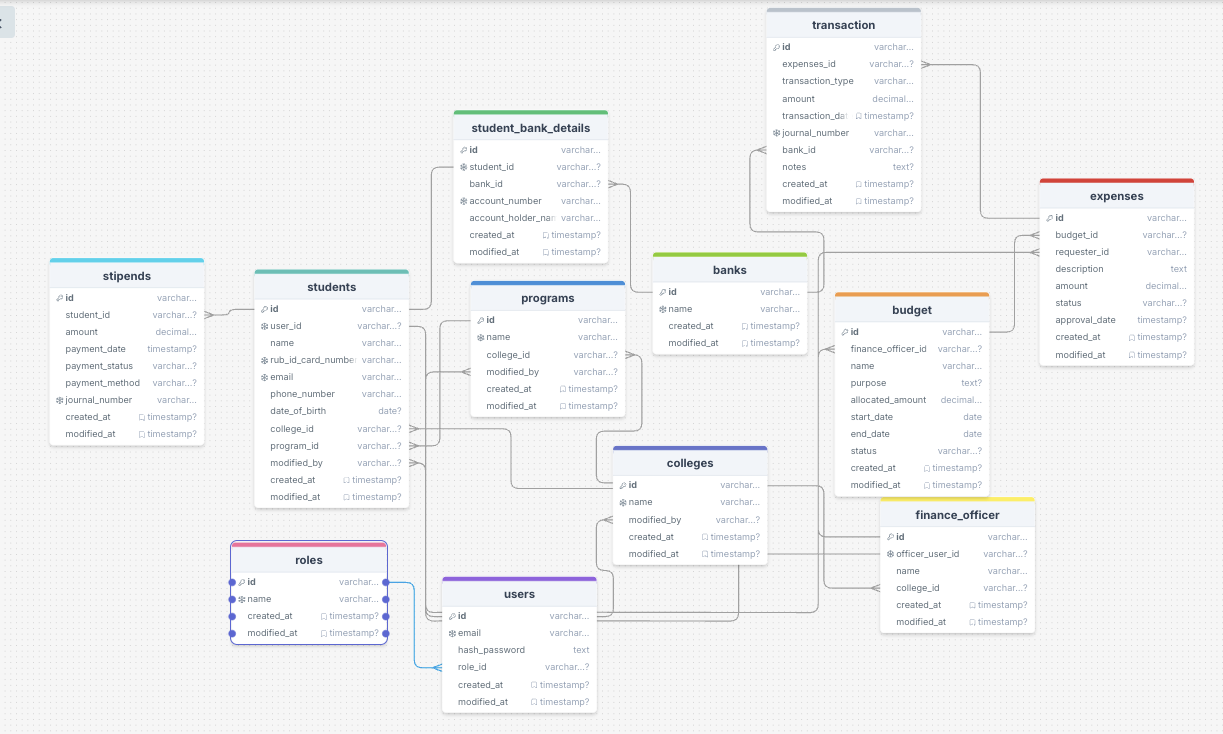 transaction
id varchar...
expenses_id varchar...?
transaction_type varchar...
amount decimal...
transaction_dat timestamp?
journal_number varchar...
bank_id varchar...?
notes text?
created_at timestamp?
modified_at timestamp?
student_bank_details
id varchar...
student_id varchar...?
bank_id varchar...?
account_number varchar...
account_holder_nam varchar...
created_at timestamp?
modified_at timestamp?
expenses
id varchar...
budget_id varchar...?
requester_id varchar...?
description text
amount decimal...
status varchar...?
approval_date timestamp?
created_at timestamp?
modified_at timestamp?
stipends
id varchar...
student_id varchar...?
amount decimal...
payment_date timestamp?
payment_status varchar...?
payment_method varchar...?
journal_number varchar...
created_at timestamp?
modified_at timestamp?
students
id varchar...
user_id varchar...?
name varchar...
rub_id_card_number varchar...
email varchar...
phone_number varchar...
date_of_birth date?
college_id varchar...?
program_id varchar...?
modified_by varchar...?
created_at timestamp?
modified_at timestamp?
programs
id varchar...
name varchar...
college_id varchar...?
modified_by varchar...?
created_at timestamp?
modified_at timestamp?
banks
id varchar...
name varchar...
created_at timestamp?
modified_at timestamp?
budget
id varchar...
finance_officer_id varchar...?
name varchar...
purpose text?
allocated_amount decimal...
start_date date
end_date date
status varchar...?
created_at timestamp?
modified_at timestamp?
colleges
id varchar...
name varchar...
modified_by varchar...?
created_at timestamp?
modified_at timestamp?
finance_officer
id varchar...
officer_user_id varchar...?
name varchar...
college_id varchar...?
created_at timestamp?
modified_at timestamp?
roles
id varchar...
name varchar...
created_at timestamp?
modified_at timestamp?
users
id varchar...
email varchar...
hash_password text
role_id varchar...?
created_at timestamp?
modified_at timestamp?